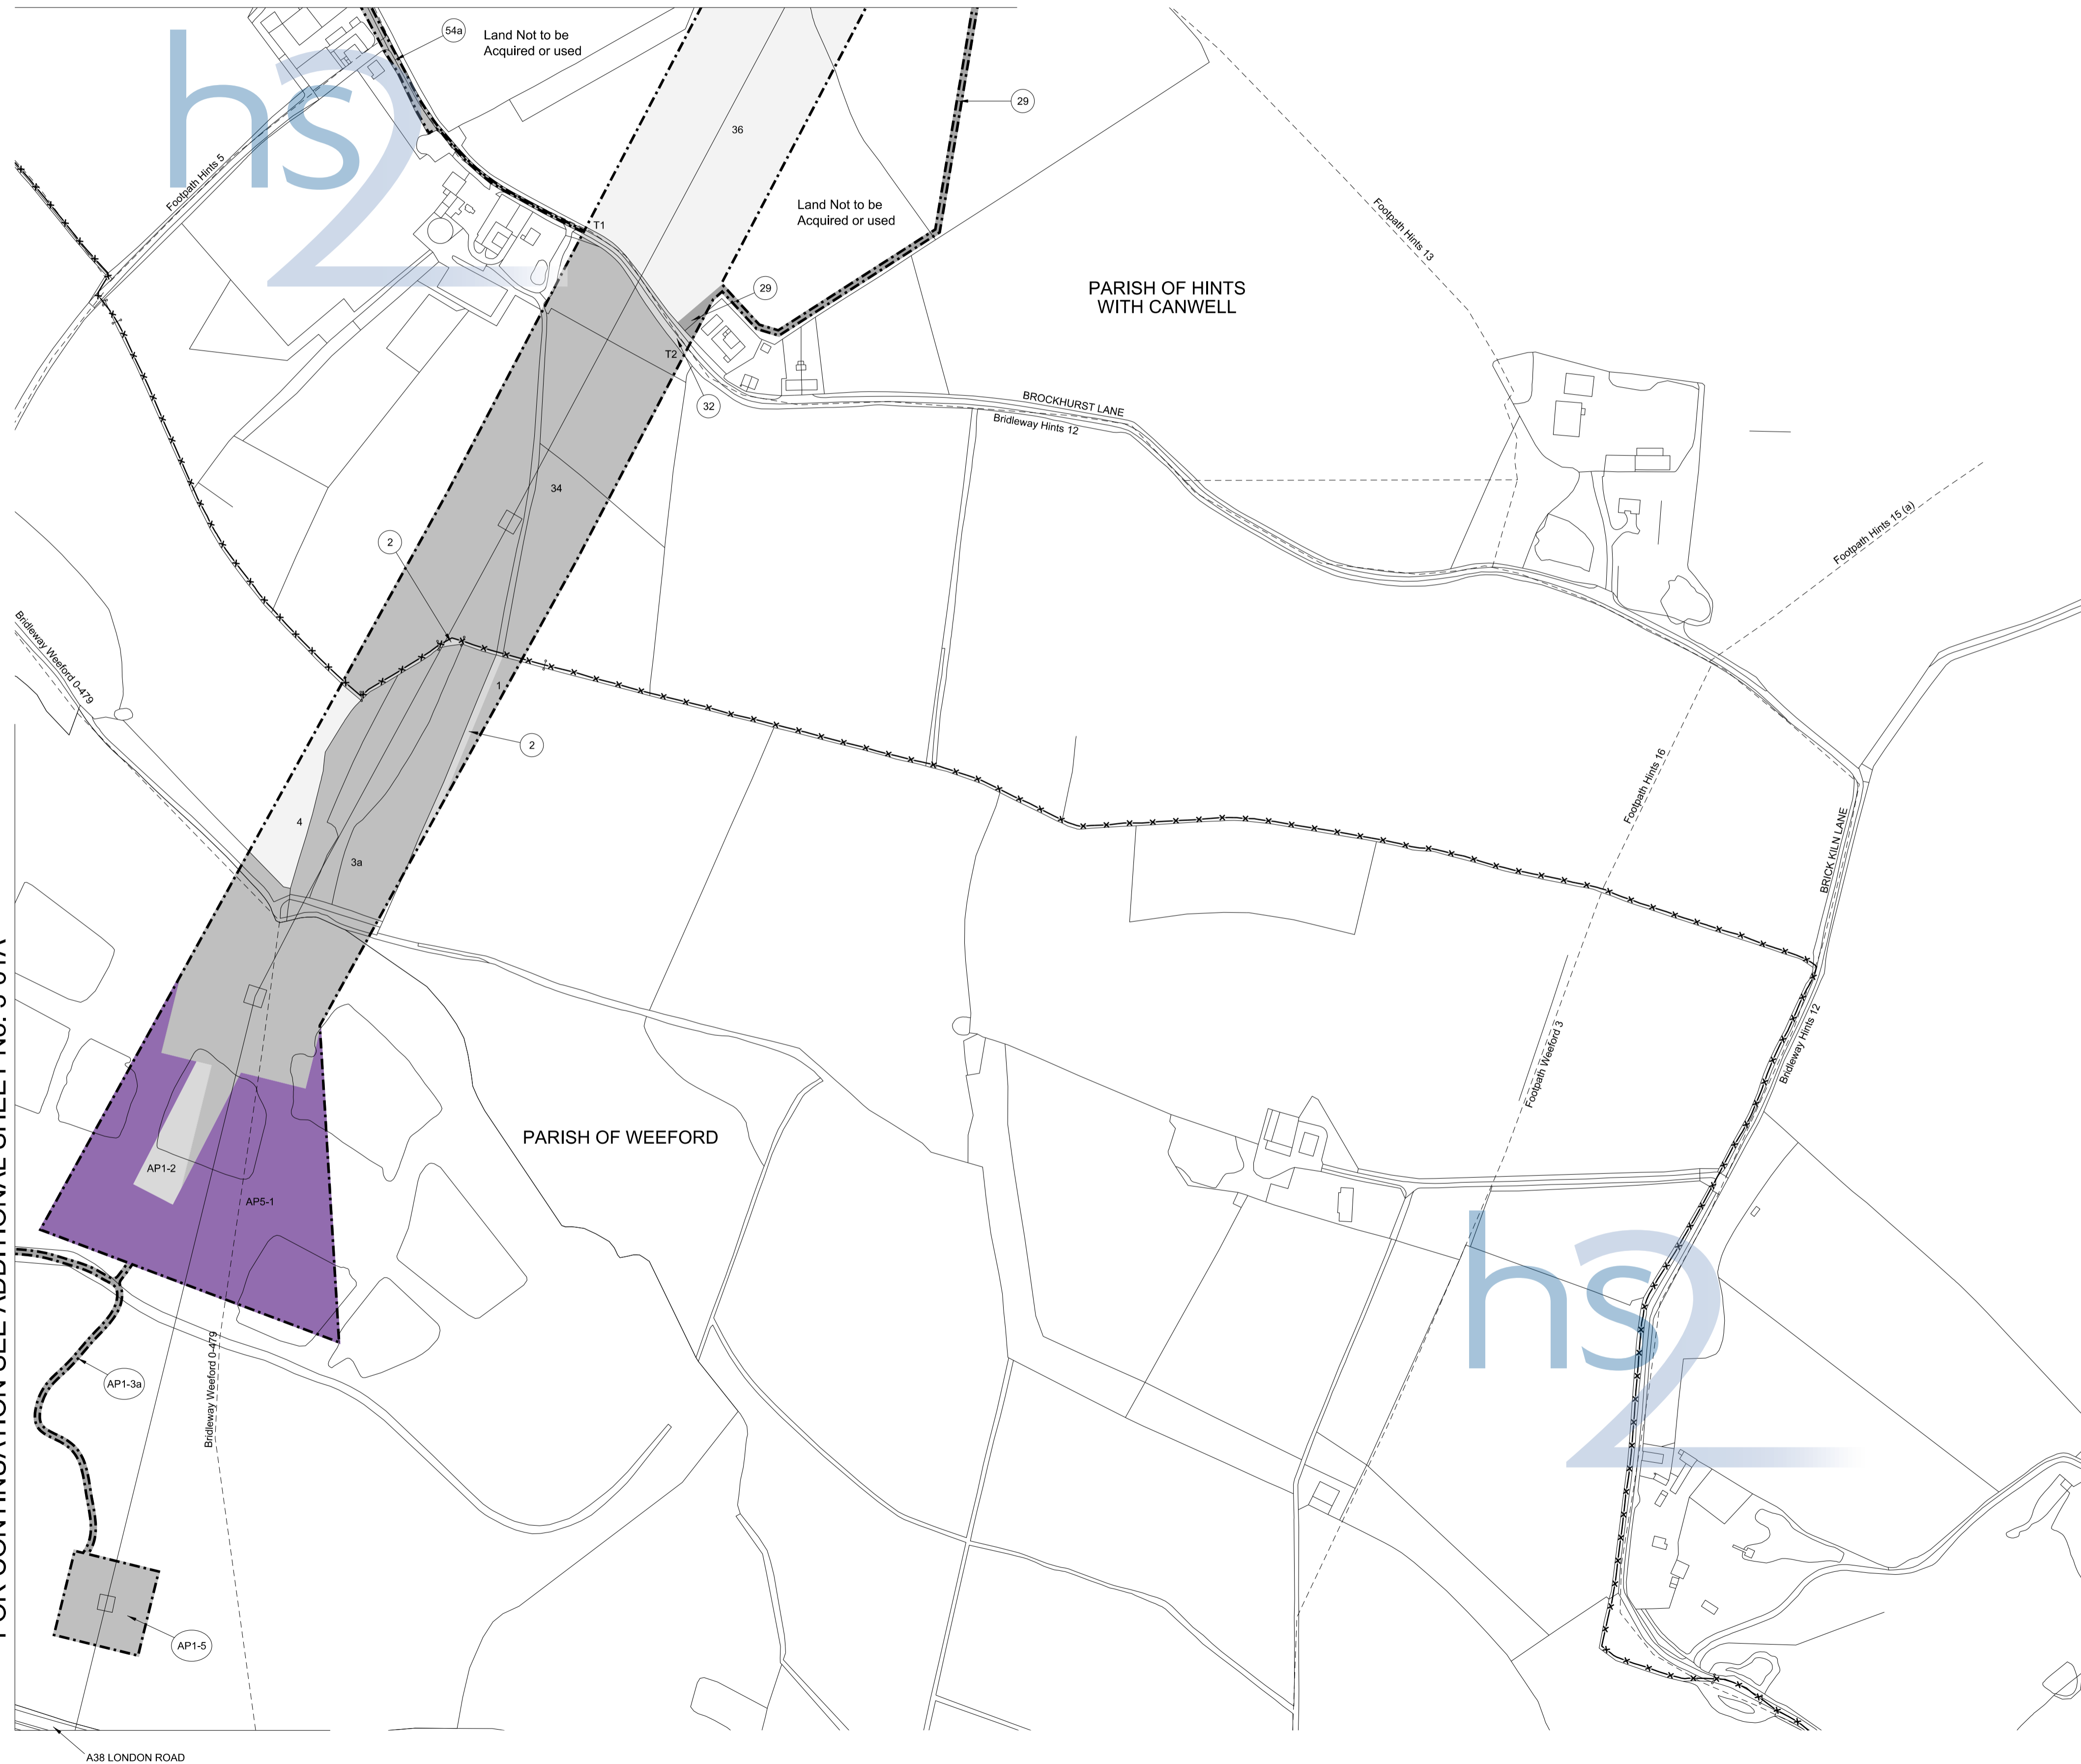 54a
Land Not to be
Acquired or used
36
29
Footpath Hints 5
hs2
T1
Land Not to be
Acquired or used
Footpath Hints 13
29
PARISH OF HINTS
WITH CANWELL
T2
32
BROCKHURST LANE
Bridleway Hints 12
34
2
Footpath Hints 15 (a)
Bridleway Weeford 0-479
1
2
4
3a
Footpath Hints 16
BRICK KILN LANE
Bridleway Hints 12
Footpath Weeford 3
PARISH OF WEEFORD
AP1-2
AP5-1
hs2
Bridleway Weeford 0-479
AP1-3a
AP1-5
A38 LONDON ROAD